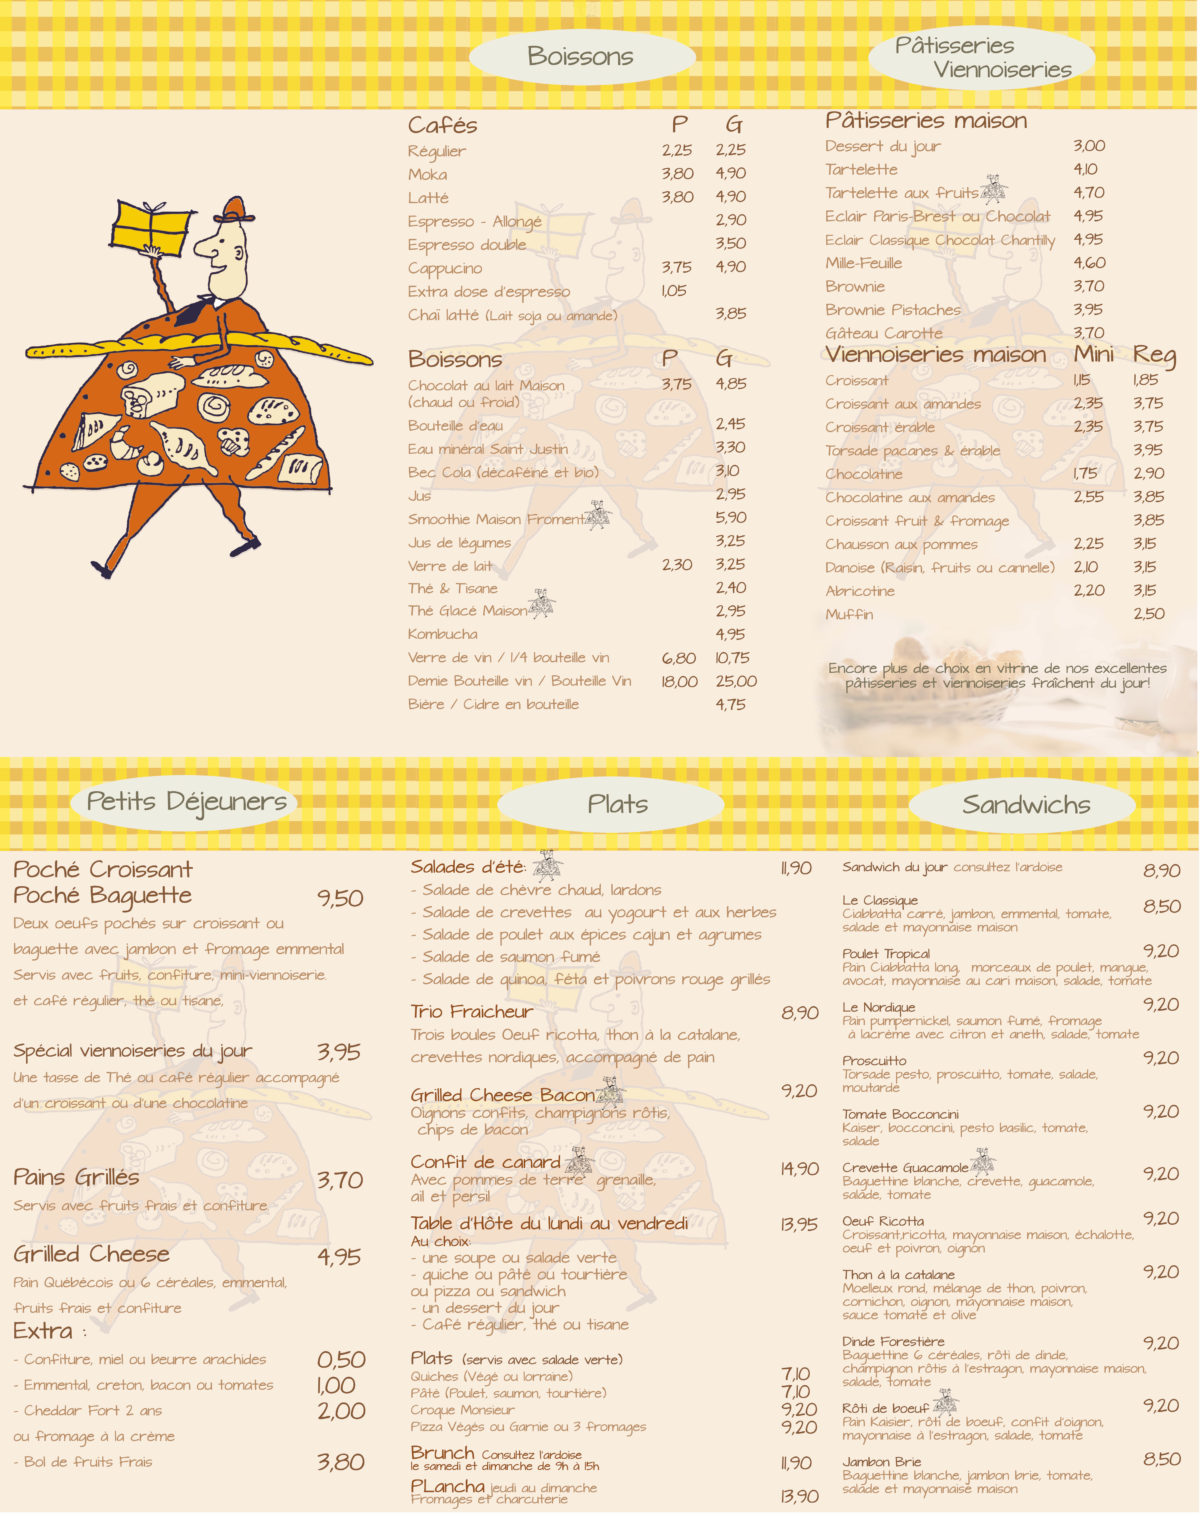 Boissons
Cafés P G
Régulier 2,25 2,25
Moka 3,80 4,90
Latté 3,80 4,90
Espresso - Allongé 2,90
Espresso double 3,50
Cappucino 3,75 4,90
Extra dose d'espresso 1,05
Chaï latté (Lait soja ou amande) 3,85
Boissons P G
Chocolat au lait Maison 3,75 4,85
(chaud ou froid)
Bouteille d'eau 2,45
Eau minéral Saint Justin 3,30
Bec Cola (décaféiné et bio) 3,10
Jus 2,95
Smoothie Maison Froment 5,90
Jus de légumes 3,25
Verre de lait 2,30 3,25
Thé & Tisane 2,40
Thé Glacé Maison 2,95
Kombucha 4,95
Verre de vin / 1/4 bouteille vin 6,80 10,75
Demie Bouteille vin / Bouteille Vin 18,00 25,00
Bière / Cidre en bouteille 4,75
Pâtisseries
Viennoiseries
Pâtisseries maison
Dessert du jour 3,00
Tartelette 4,10
Tartelette aux fruits 4,70
Eclair Paris-Brest ou Chocolat 4,95
Eclair Classique Chocolat Chantilly 4,95
Mille-Feuille 4,60
Brownie 3,70
Brownie Pistaches 3,95
Gâteau Carotte 3,70
Viennoiseries maison Mini Reg
Croissant 1,15 1,85
Croissant aux amandes 2,35 3,75
Croissant érable 2,35 3,75
Torsade pacanes & érable 3,95
Chocolatine 1,75 2,90
Chocolatine aux amandes 2,55 3,85
Croissant fruit & fromage 3,85
Chausson aux pommes 2,25 3,15
Danoise (Raisin, fruits ou cannelle) 2,10 3,15
Abricotine 2,20 3,15
Muffin 2,50
Encore plus de choix en vitrine de nos excellentes
pâtisseries et viennoiseries fraîchent du jour!
Petits Déjeuners
Poché Croissant
Poché Baguette 9,50
Deux oeufs pochés sur croissant ou
baguette avec jambon et fromage emmental
Servis avec fruits, confiture, mini-viennoiserie.
et café régulier, thé ou tisane,
Spécial viennoiseries du jour 3,95
Une tasse de Thé ou café régulier accompagné
d'un croissant ou d'une chocolatine
Pains Grillés 3,70
Servis avec fruits frais et confiture,
Grilled Cheese 4,95
Pain Québécois ou 6 céréales, emmental,
fruits frais et confiture
Extra :
- Confiture, miel ou beurre arachides 0,50
- Emmental, creton, bacon ou tomates 1,00
- Cheddar Fort 2 ans 2,00
ou fromage à la crème
- Bol de fruits Frais 3,80
Plats
Salades d'été: 11,90
- Salade de chèvre chaud, lardons
- Salade de crevettes au yogourt et aux herbes
- Salade de poulet aux épices cajun et agrumes
- Salade de saumon fumé
- Salade de quinoa, féta et poivrons rouge grillés
Trio Fraicheur 8,90
Trois boules Oeuf ricotta, thon à la catalane,
crevettes nordiques, accompagné de pain
Grilled Cheese Bacon 9,20
Oignons confits, champignons rôtis,
chips de bacon
Confit de canard 14,90
Avec pommes de terre grenaille,
ail et persil
Table d'Hôte du lundi au vendredi 13,95
Au choix:
- une soupe ou salade verte
- quiche ou pâté ou tourtière
ou pizza ou sandwich
- un dessert du jour
- Café régulier, thé ou tisane
Plats (servis avec salade verte)
Quiches (Végé ou lorraine) 7,10
Pâté (Poulet, saumon, tourtière) 7,10
Croque Monsieur 9,20
Pizza Végés ou Garnie ou 3 fromages 9,20
Brunch Consultez l'ardoise
le samedi et dimanche de 9h à 15h 11,90
PLancha jeudi au dimanche
Fromages et charcuterie 13,90
Sandwichs
Sandwich du jour consultez l'ardoise 8,90
Le Classique 8,50
Ciabbatta carré, jambon, emmental, tomate,
salade et mayonnaise maison
Poulet Tropical 9,20
Pain Ciabbatta long, morceaux de poulet, mangue,
avocat, mayonnaise au cari maison, salade, tomate
Le Nordique 9,20
Pain pumpernickel, saumon fumé, fromage
à lacrème avec citron et aneth, salade, tomate
Proscuitto 9,20
Torsade pesto, proscuitto, tomate, salade,
moutarde
Tomate Bocconcini 9,20
Kaiser, bocconcini, pesto basilic, tomate,
salade
Crevette Guacamole 9,20
Baguettine blanche, crevette, guacamole,
salade, tomate
Oeuf Ricotta 9,20
Croissant,ricotta, mayonnaise maison, échalotte,
oeuf et poivron, oignon
Thon à la catalane 9,20
Moelleux rond, mélange de thon, poivron,
cornichon, oignon, mayonnaise maison,
sauce tomate et olive
Dinde Forestière 9,20
Baguettine 6 céréales, rôti de dinde,
champignon rôtis à l'estragon, mayonnaise maison,
salade, tomate
Rôti de boeuf 9,20
Pain Kaisier, rôti de boeuf, confit d'oignon,
mayonnaise à l'estragon, salade, tomate
Jambon Brie 8,50
Baguettine blanche, jambon brie, tomate,
salade et mayonnaise maison